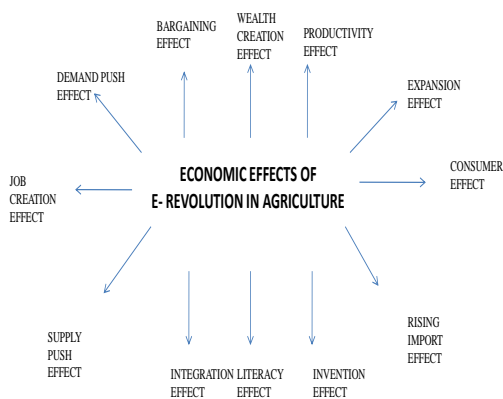 BARGAINING
EFFECT
WEALTH
CREATION
EFFECT
PRODUCTIVITY
EFFECT
DEMAND PUSH
EFFECT
EXPANSION
EFFECT
ECONOMIC EFFECTS OF
E- REVOLUTION IN AGRICULTURE
CONSUMER
EFFECT
JOB
CREATION
EFFECT
SUPPLY
PUSH
EFFECT
RISING
IMPORT
EFFECT
INTEGRATION
EFFECT
LITERACY
EFFECT
INVENTION
EFFECT